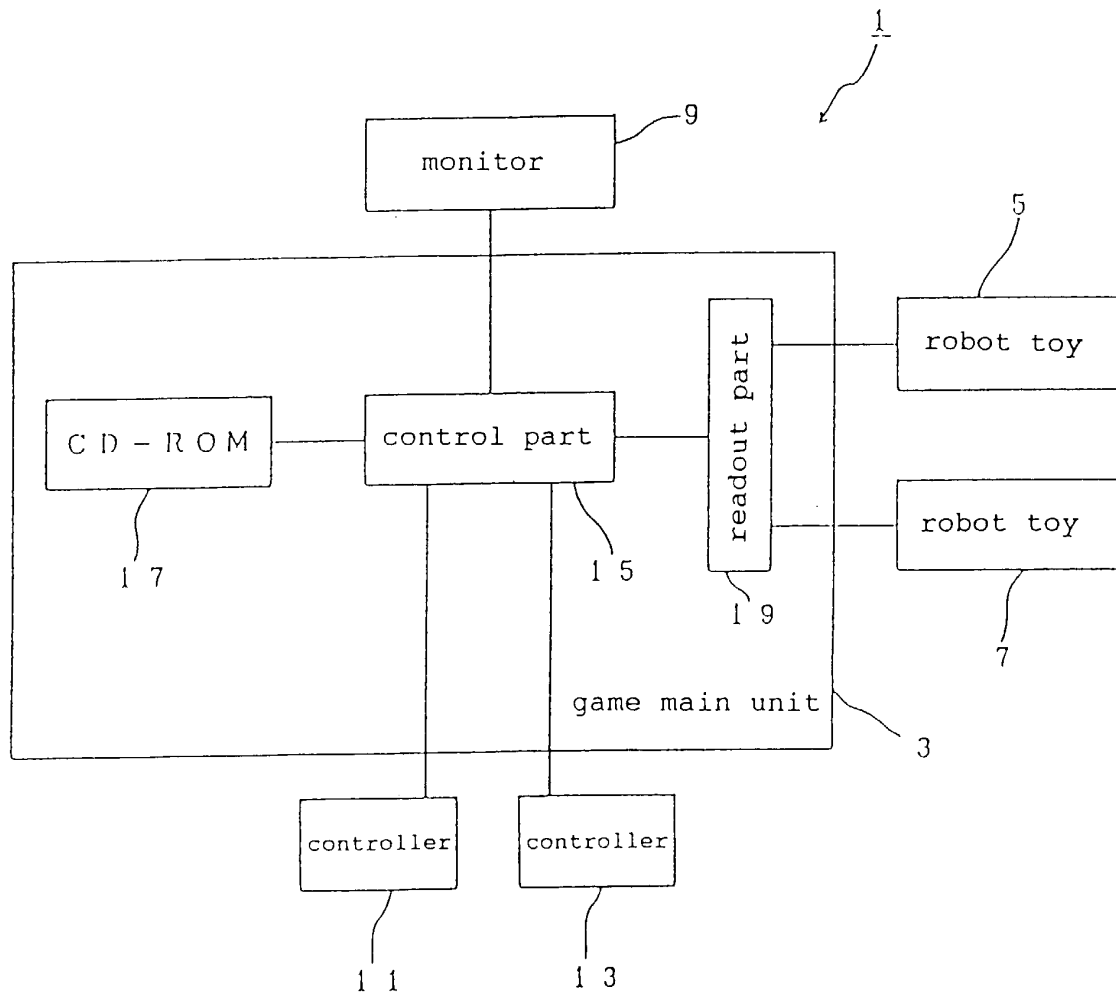 1
9
monitor
5
robot toy
readout part
CD-ROM
control part
robot toy
17
15
19
7
game main unit
3
controller
controller
11
13